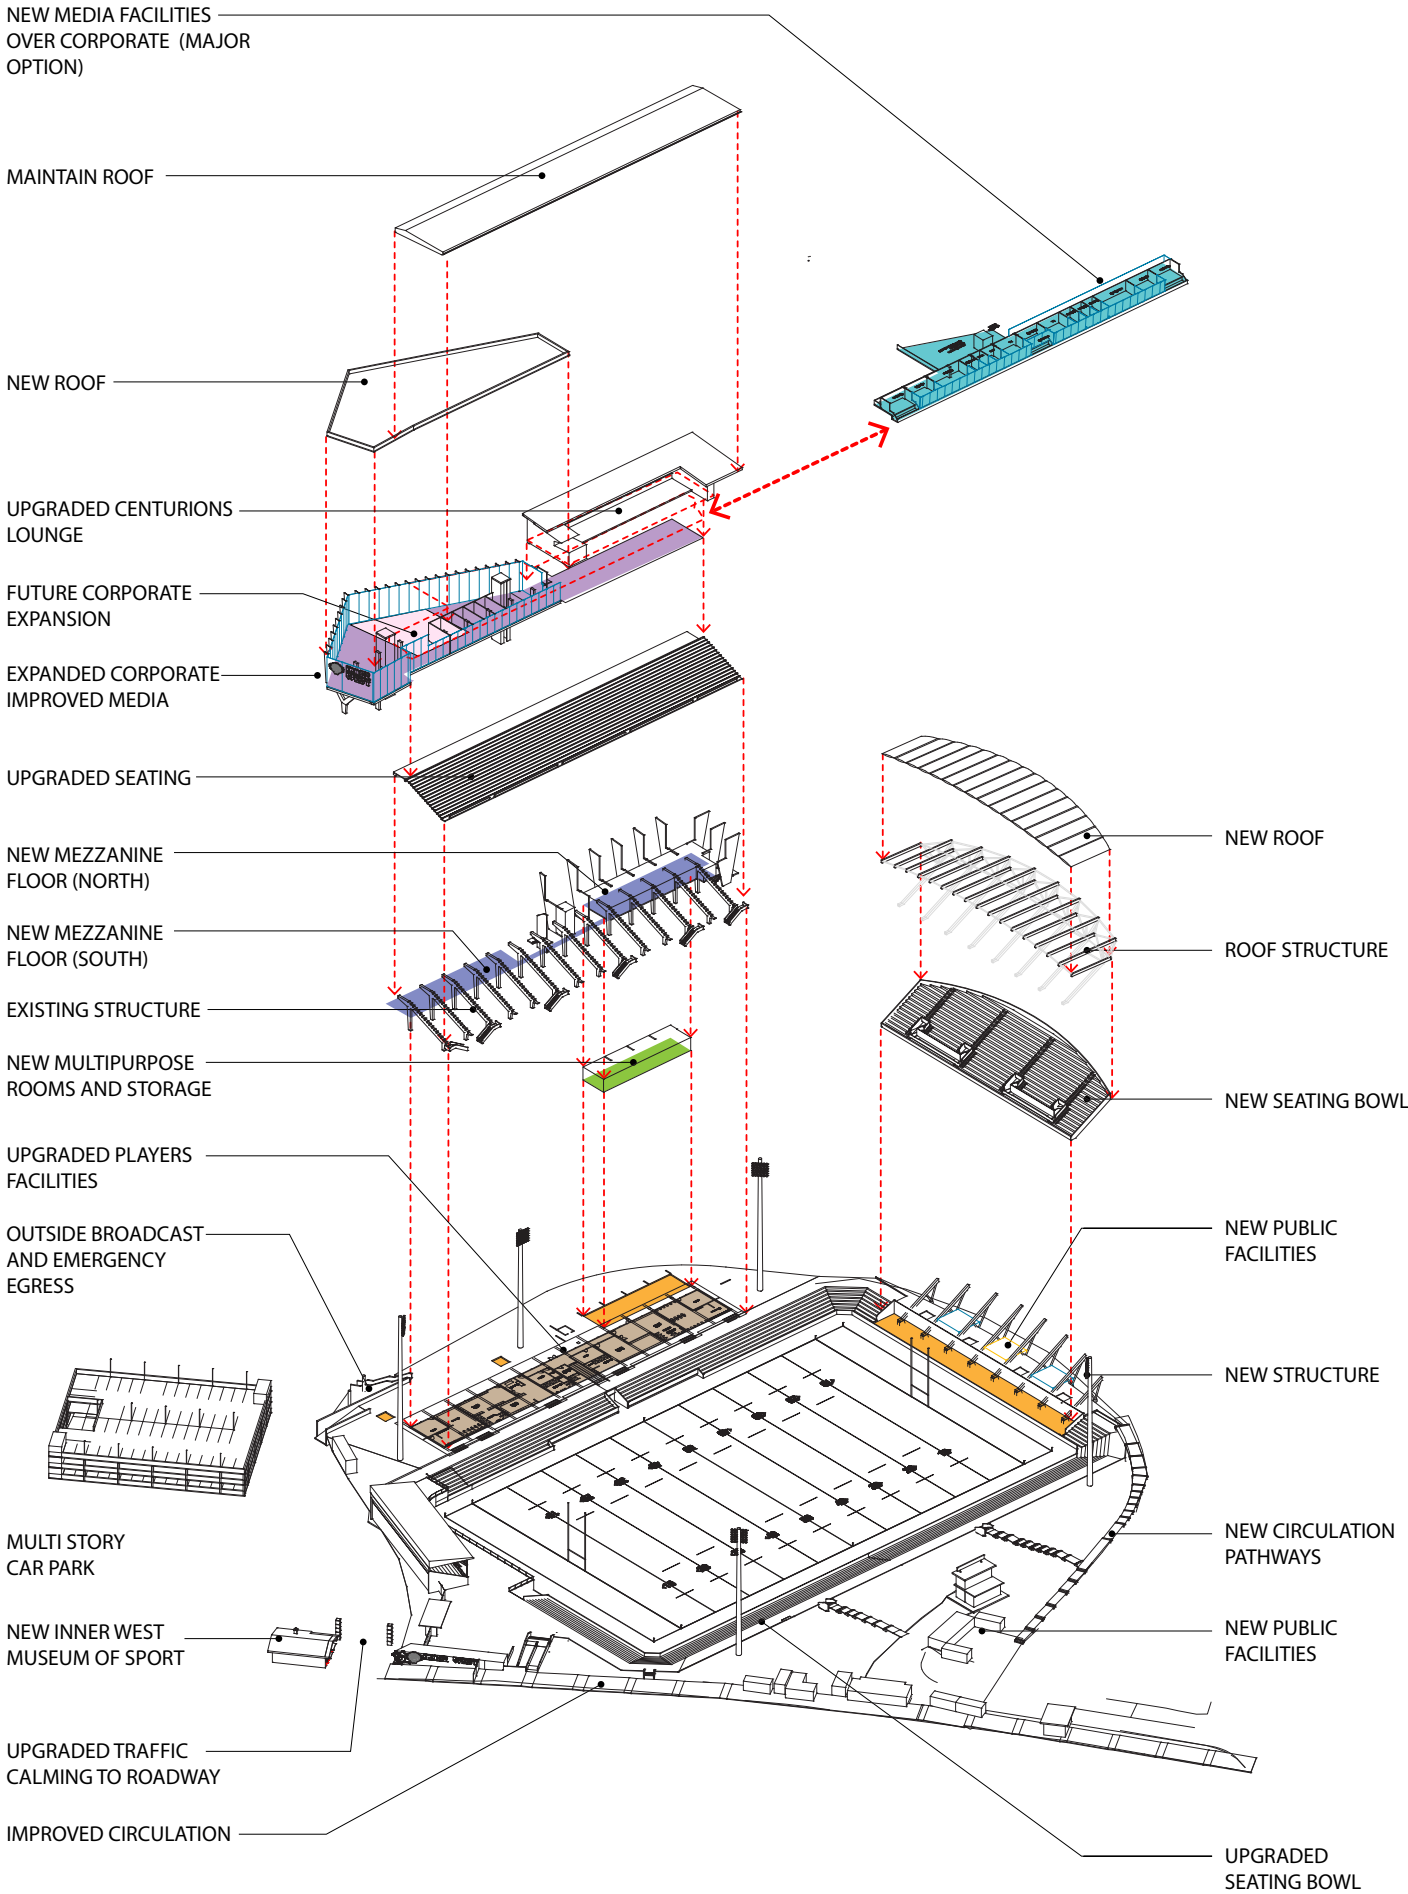 NEW MEDIA FACILITIES
OVER CORPORATE (MAJOR
OPTION)
MAINTAIN ROOF
NEW ROOF
UPGRADED CENTURIONS
LOUNGE
FUTURE CORPORATE
EXPANSION
EXPANDED CORPORATE
IMPROVED MEDIA
UPGRADED SEATING
NEW MEZZANINE
FLOOR (NORTH)
NEW MEZZANINE
FLOOR (SOUTH)
EXISTING STRUCTURE
NEW MULTIPURPOSE
ROOMS AND STORAGE
UPGRADED PLAYERS
FACILITIES
OUTSIDE BROADCAST
AND EMERGENCY
EGRESS
MULTI STORY
CAR PARK
NEW INNER WEST
MUSEUM OF SPORT
UPGRADED TRAFFIC
CALMING TO ROADWAY
IMPROVED CIRCULATION
NEW ROOF
ROOF STRUCTURE
NEW SEATING BOWL
NEW PUBLIC
FACILITIES
NEW STRUCTURE
NEW CIRCULATION
PATHWAYS
NEW PUBLIC
FACILITIES
UPGRADED
SEATING BOWL